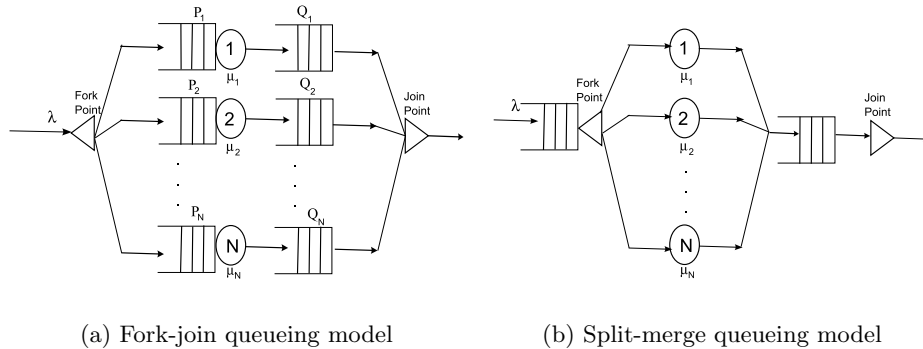 P1
Q1
1
μ1
Fork
Point
P2
Q2
Join
Point
λ
2
μ2
PN
QN
N
μN
(a) Fork-join queueing model
λ
Fork
Point
1
μ1
Join
Point
2
μ2
N
μN
(b) Split-merge queueing model